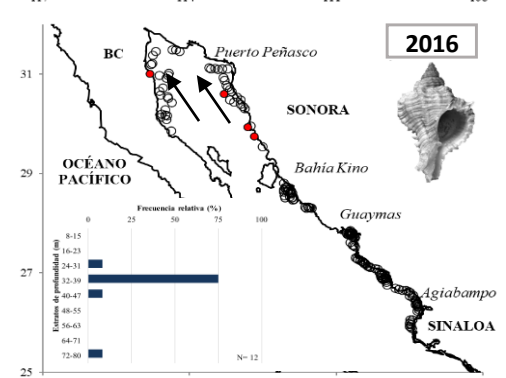 2016
BC
Puerto Peñasco
31
SONORA
OCÉANO
PACÍFICO
29
Bahía Kino
Guaymas
Frecuencia relativa (%)
0 25 50 75 100
Estratos de profundidad (m)
8-15
16-23
24-31
32-39
40-47
48-55
56-63
64-71
72-80
N= 12
27
Agiabampo
SINALOA
25